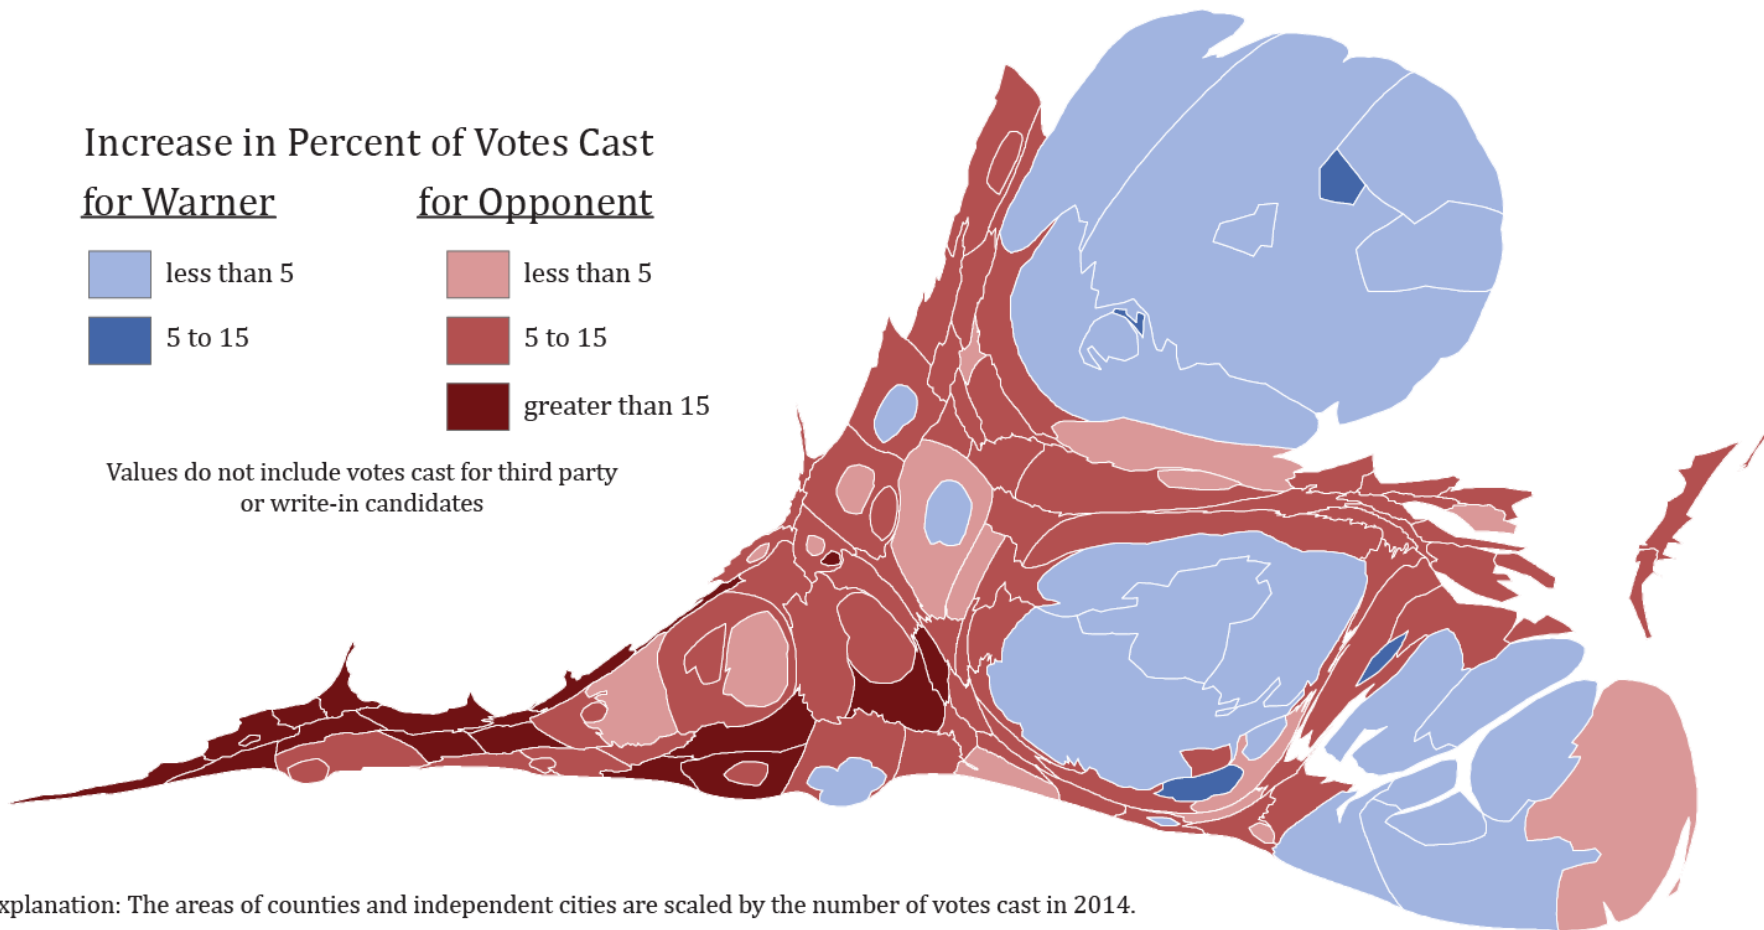 Increase in Percent of Votes Cast
for Warner
for Opponent
less than 5
less than 5
5 to 15
5 to 15
greater than 15
Values do not include votes cast for third party
or write-in candidates
xplanation: The areas of counties and independent cities are scaled by the number of votes cast in 2014.